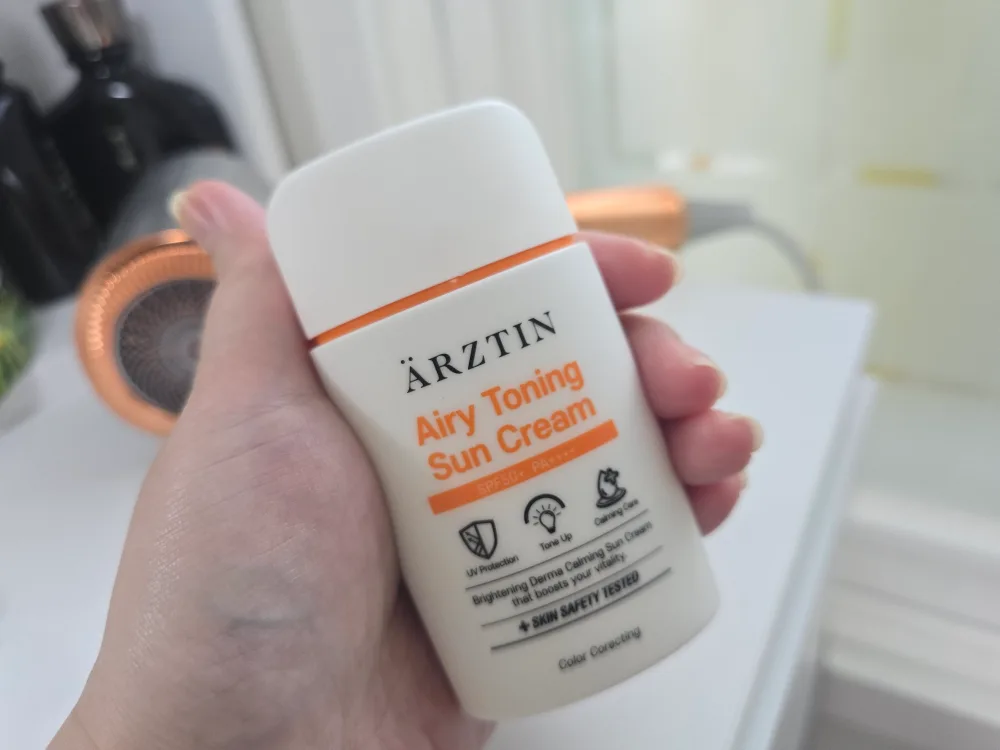 ÄRZTIN
Airy Toning
Sun Cream
SPF50+ PA++++
UV Protection
Tone Up
Calming Care
Brightening Derma Calming Sun Cream
that boosts your vitality.
+ SKIN SAFETY TESTED
Color Corecting